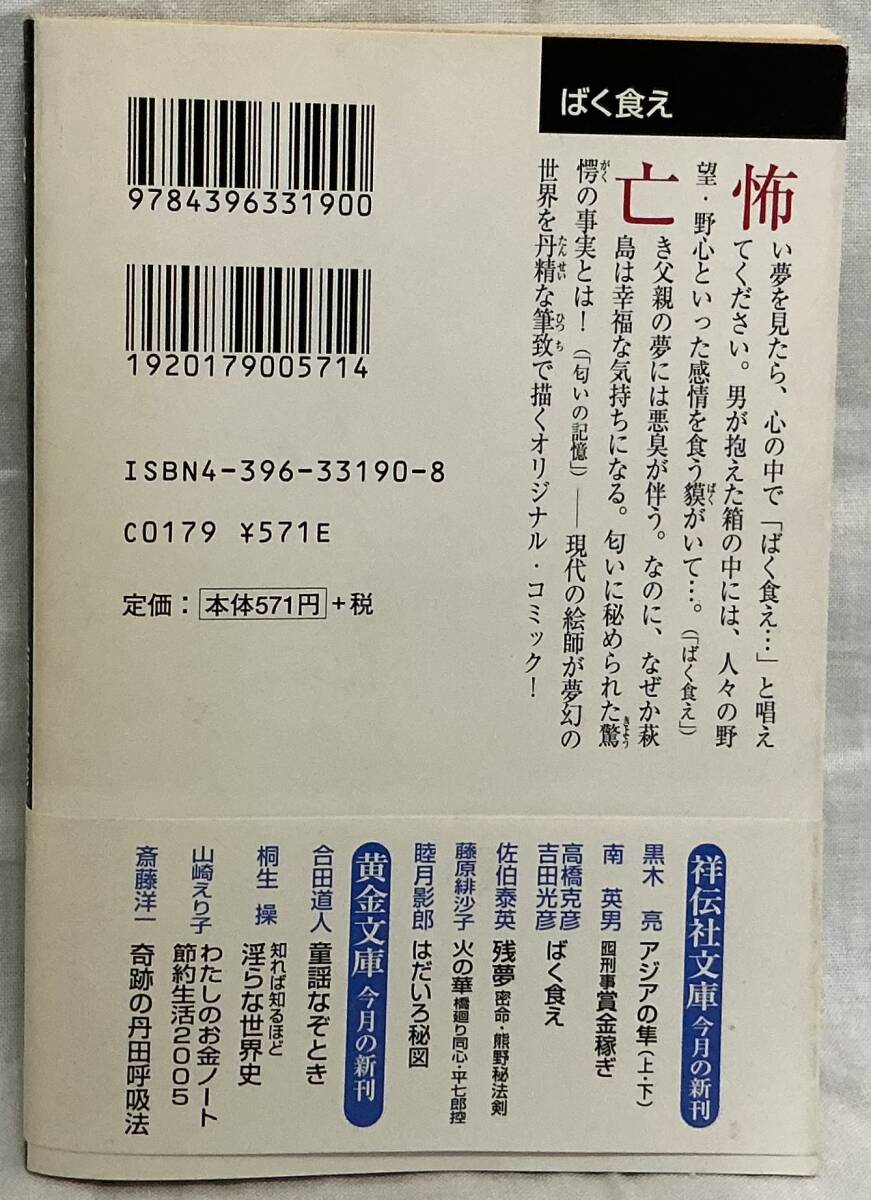 ばく食え
怖い夢を見たら、心の中で「ばく食え…」と唱え
てください。男が抱えた箱の中には、人々の野
望・野心といった感情を食う貘がいて…。（「ばく食え」）
亡き父親の夢には悪臭が伴う。なのに、なぜか萩
島は幸福な気持ちになる。匂いに秘められた驚
愕の事実とは！（「匂いの記憶」）――現代の絵師が夢幻の
世界を丹精な筆致で描くオリジナル・コミック！
9784396331900
1920179005714
ISBN4-396-33190-8
C0179 ¥571E
定価：本体571円+税
祥伝社文庫 今月の新刊
黒木 亮 アジアの隼（上・下）
南 英男 囮刑事 賞金稼ぎ
高橋克彦
吉田光彦 ばく食え
佐伯泰英 残夢 密命・熊野秘法剣
藤原緋沙子 火の華 橋廻り同心・平七郎控
睦月影郎 はだいろ秘図
黄金文庫 今月の新刊
合田道人 童謡なぞとき
桐生 操 知れば知るほど
淫らな世界史
山崎えり子 わたしのお金ノート
節約生活2005
斎藤洋一 奇跡の丹田呼吸法